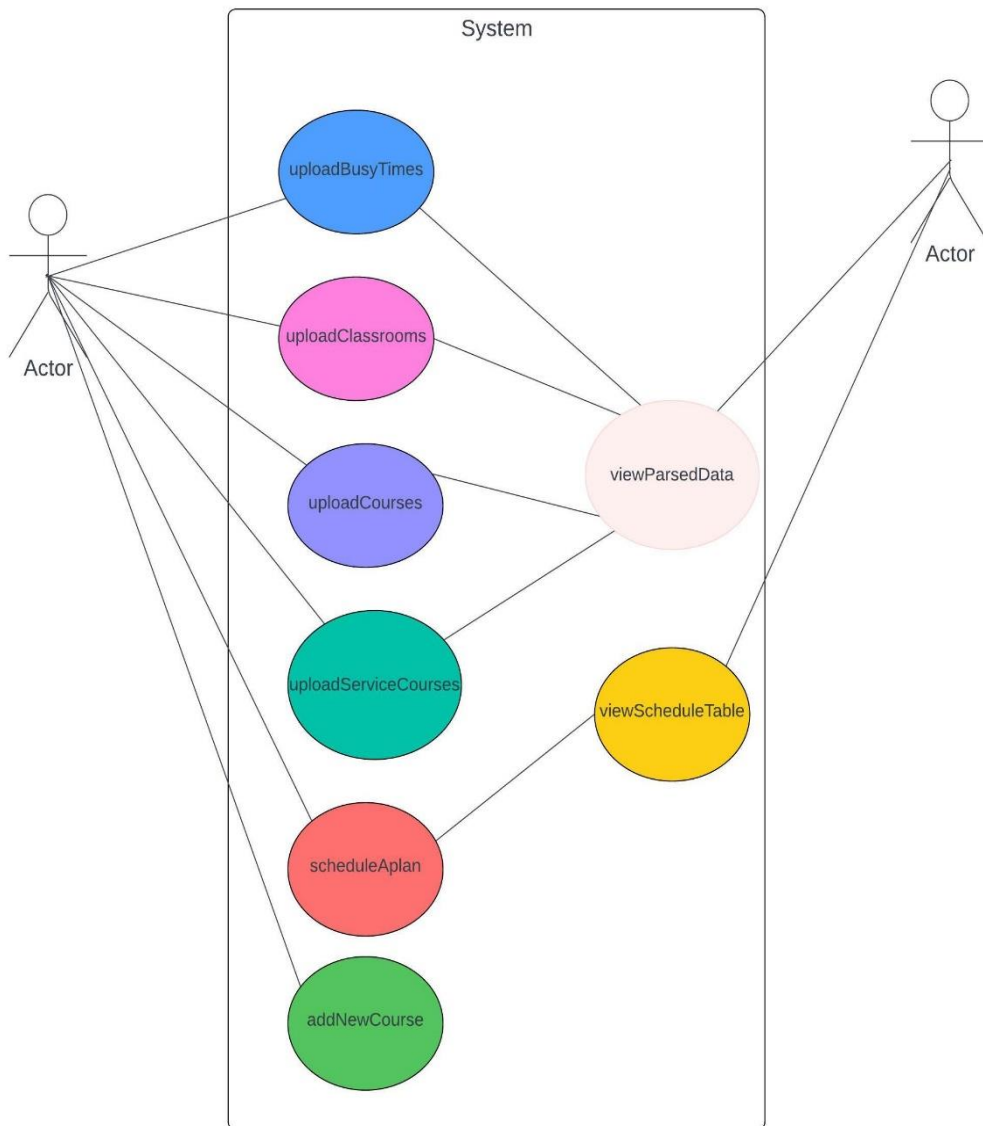 System
uploadBusyTimes
Actor
uploadClassrooms
Actor
uploadCourses
viewParsedData
uploadServiceCourses
viewScheduleTable
scheduleAplan
addNewCourse